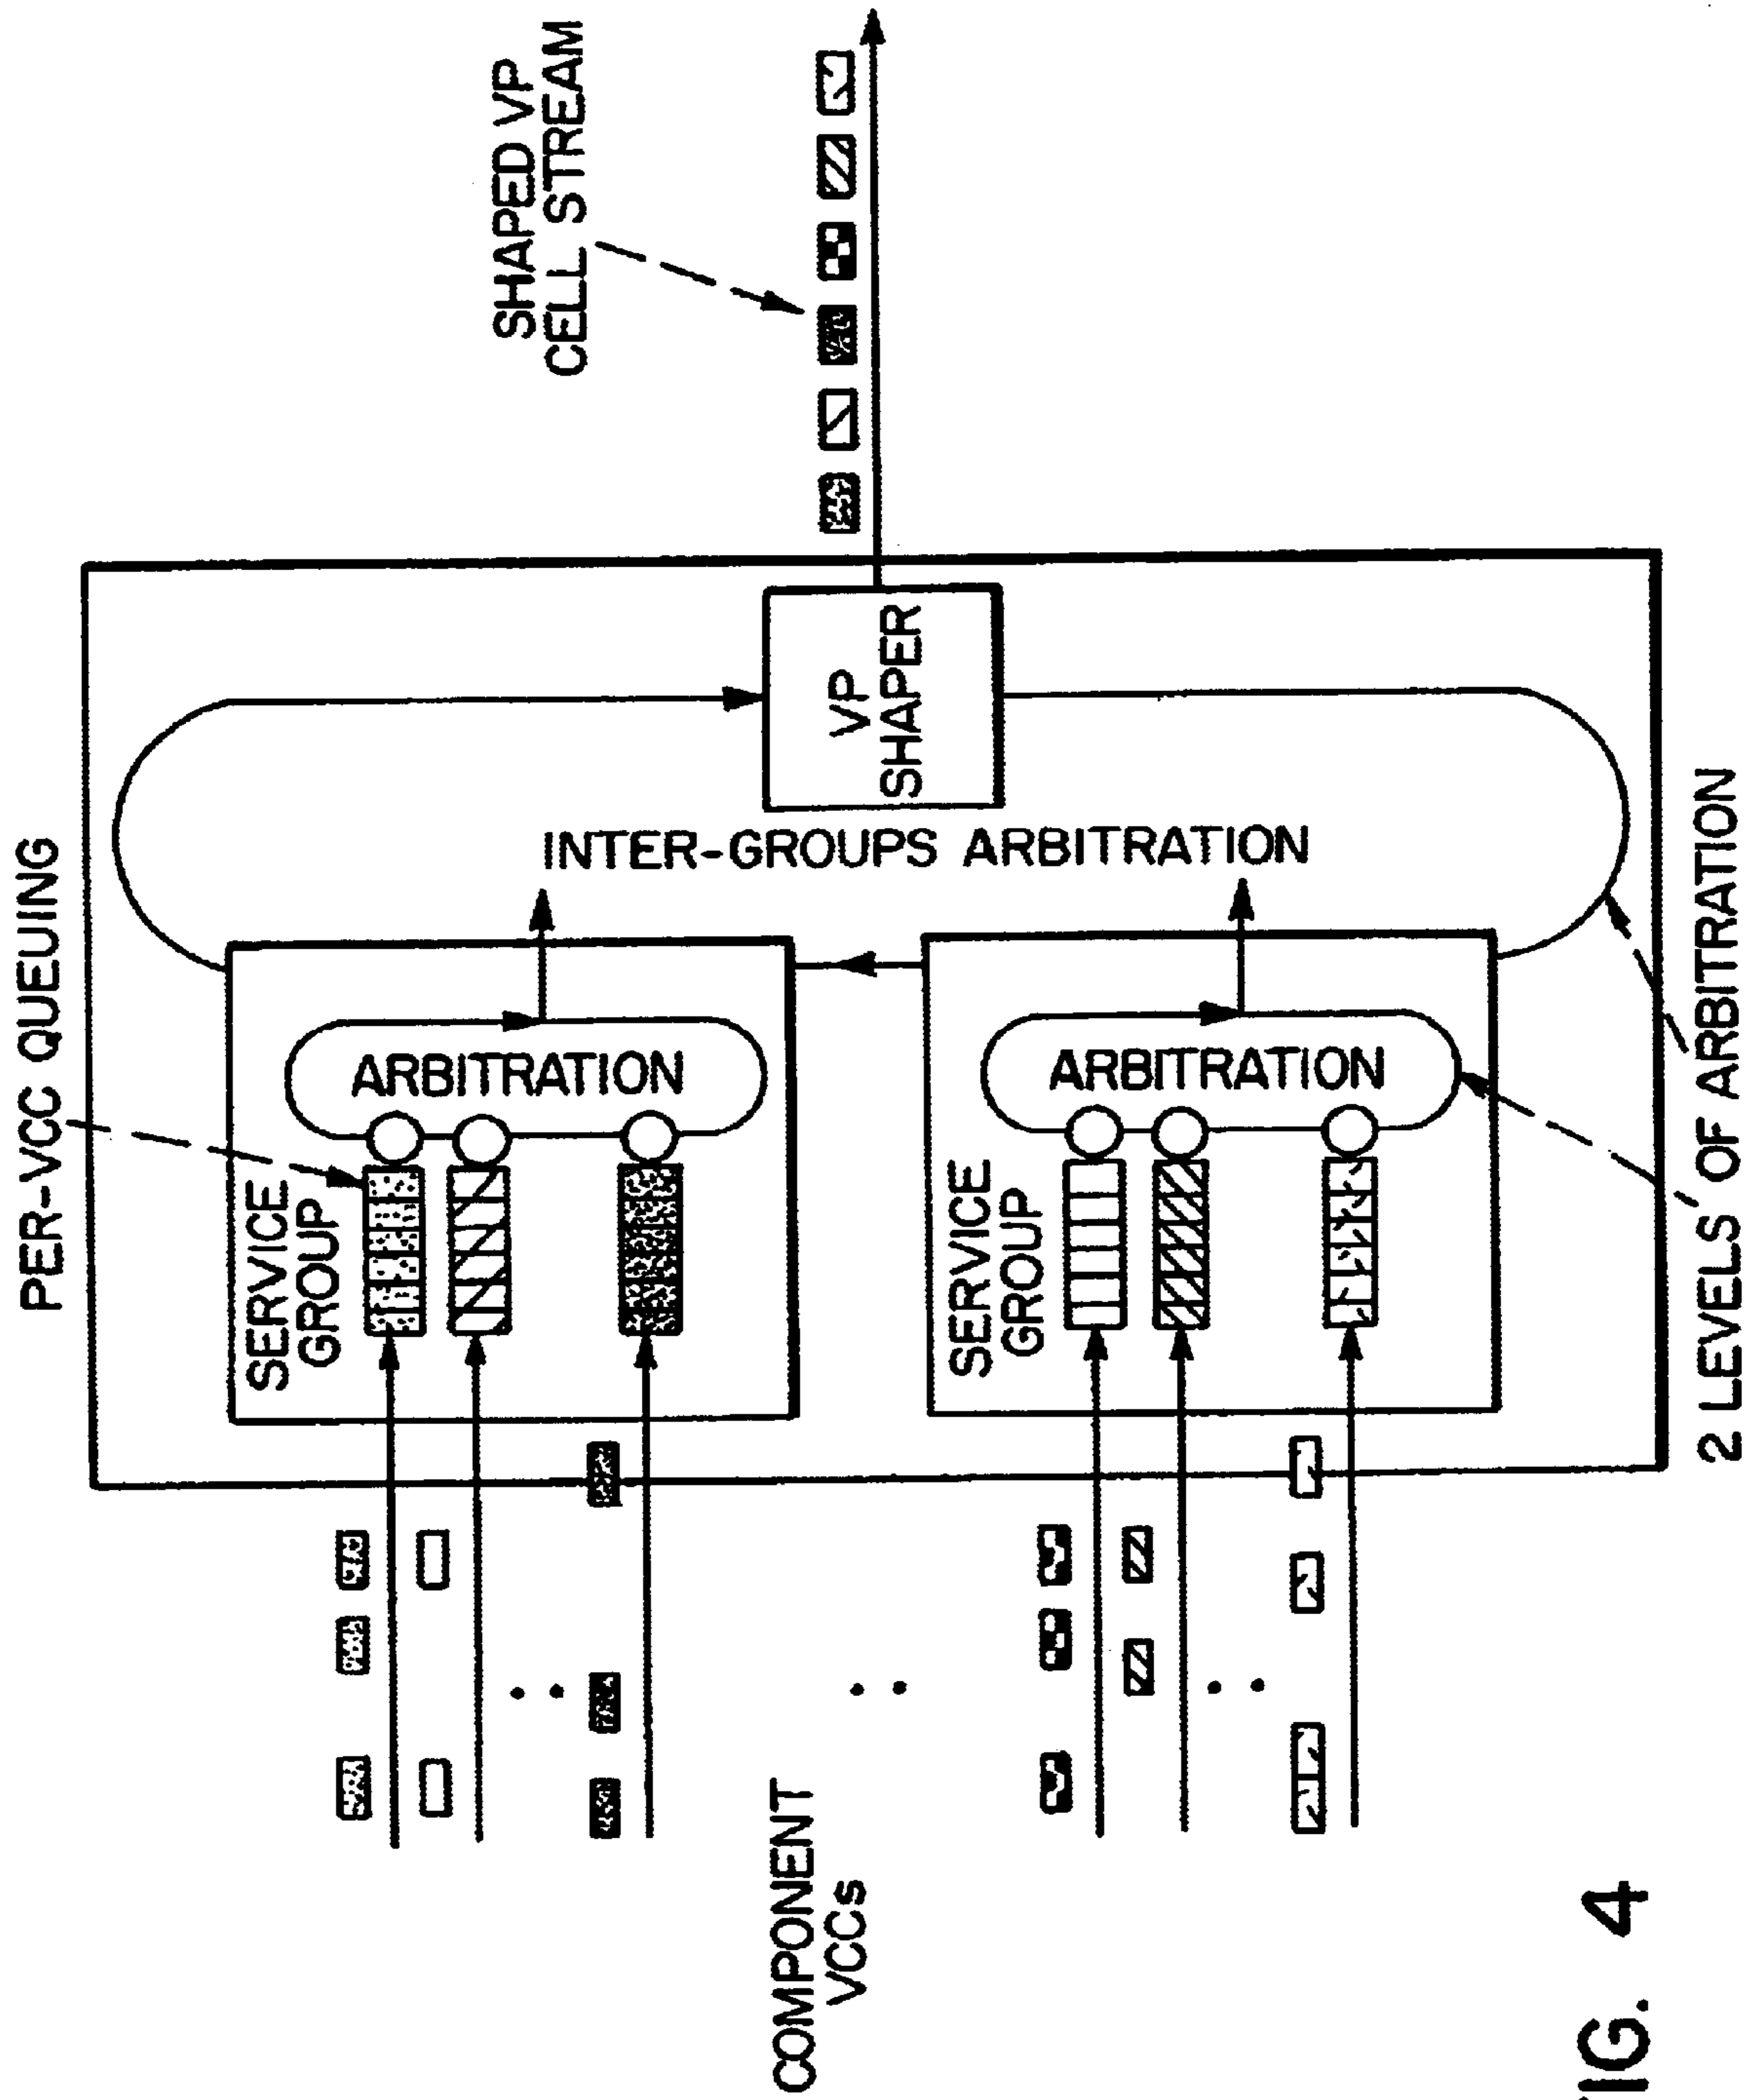 PER-VCC QUEUING
SERVICE
GROUP
ARBITRATION
SHAPED VP
CELL STREAM
INTER-GROUPS ARBITRATION
VP
SHAPER
COMPONENT
VCCs
SERVICE
GROUP
ARBITRATION
2 LEVELS OF ARBITRATION
IG. 4